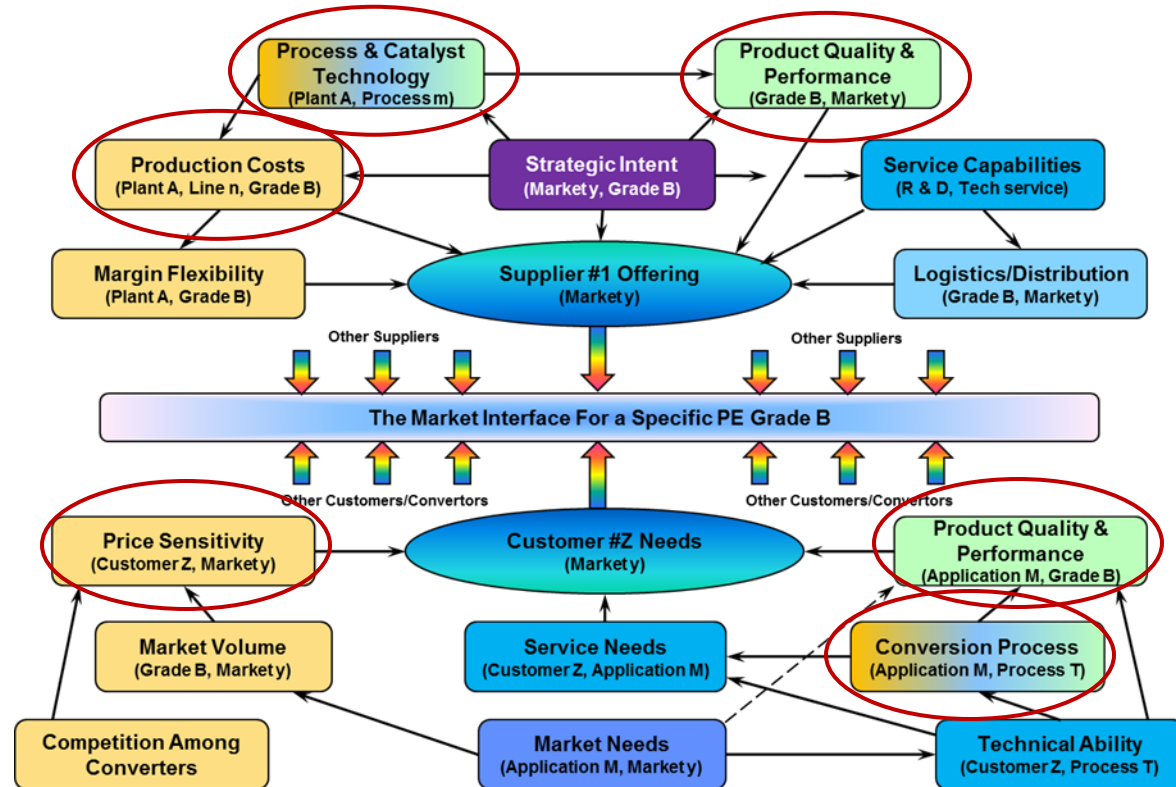 Process & Catalyst
Technology
(Plant A, Process m)
Product Quality &
Performance
(Grade B, Market y)
Production Costs
(Plant A, Line n, Grade B)
Strategic Intent
(Market y, Grade B)
Service Capabilities
(R & D, Tech service)
Margin Flexibility
(Plant A, Grade B)
Supplier #1 Offering
(Market y)
Logistics/Distribution
(Grade B, Market y)
Other Suppliers
Other Suppliers
The Market Interface For a Specific PE Grade B
Other Customers/Convertors
Other Customers/Convertors
Price Sensitivity
(Customer Z, Market y)
Customer #Z Needs
(Market y)
Product Quality &
Performance
(Application M, Grade B)
Market Volume
(Grade B, Market y)
Service Needs
(Customer Z, Application M)
Conversion Process
(Application M, Process T)
Competition Among
Converters
Market Needs
(Application M, Market y)
Technical Ability
(Customer Z, Process T)